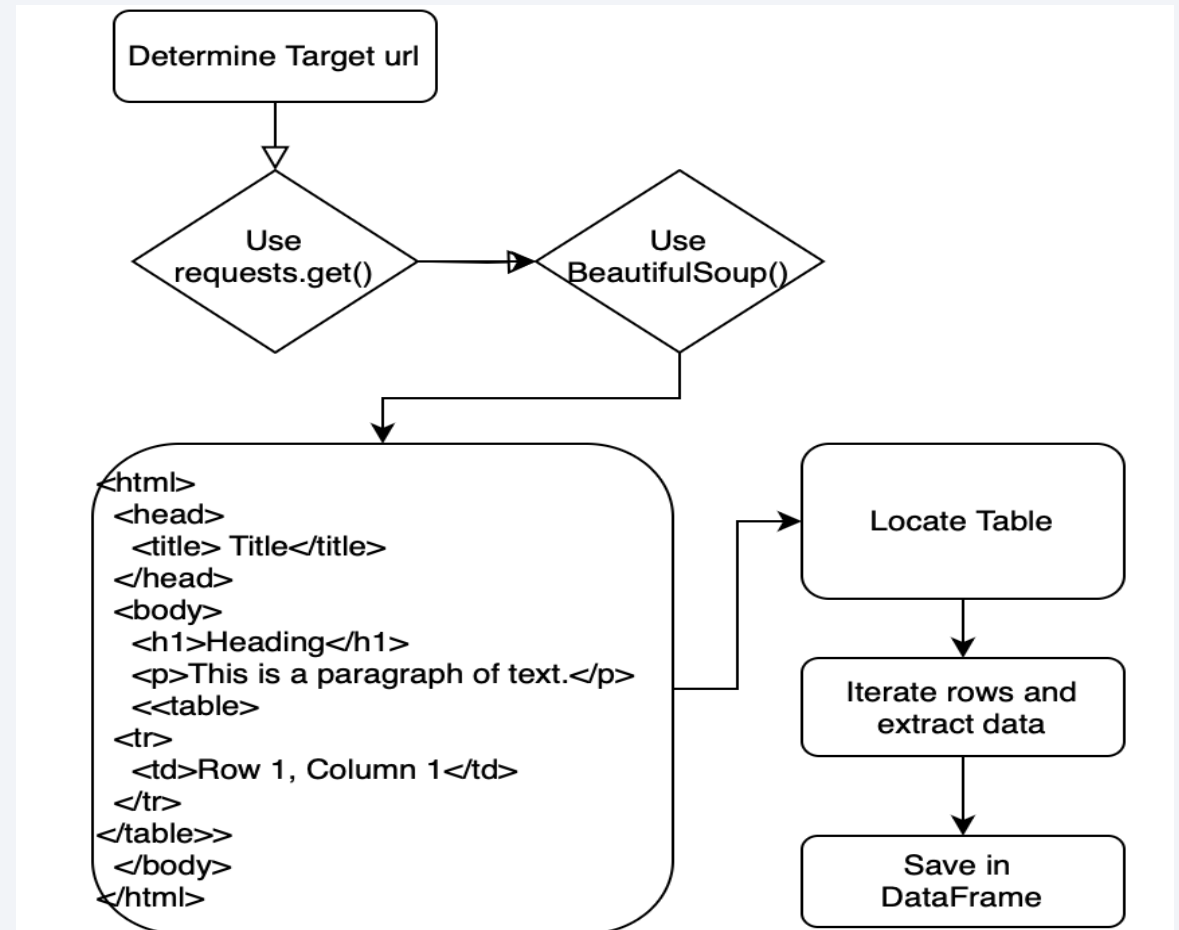 Determine Target url
Use
requests.get()
Use
BeautifulSoup()
<html>
<head>
<title> Title</title>
</head>
<body>
<h1>Heading</h1>
<p>This is a paragraph of text.</p>
<<table>
<tr>
<td>Row 1, Column 1</td>
</tr>
</table>>
</body>
</html>
Locate Table
Iterate rows and
extract data
Save in
DataFrame